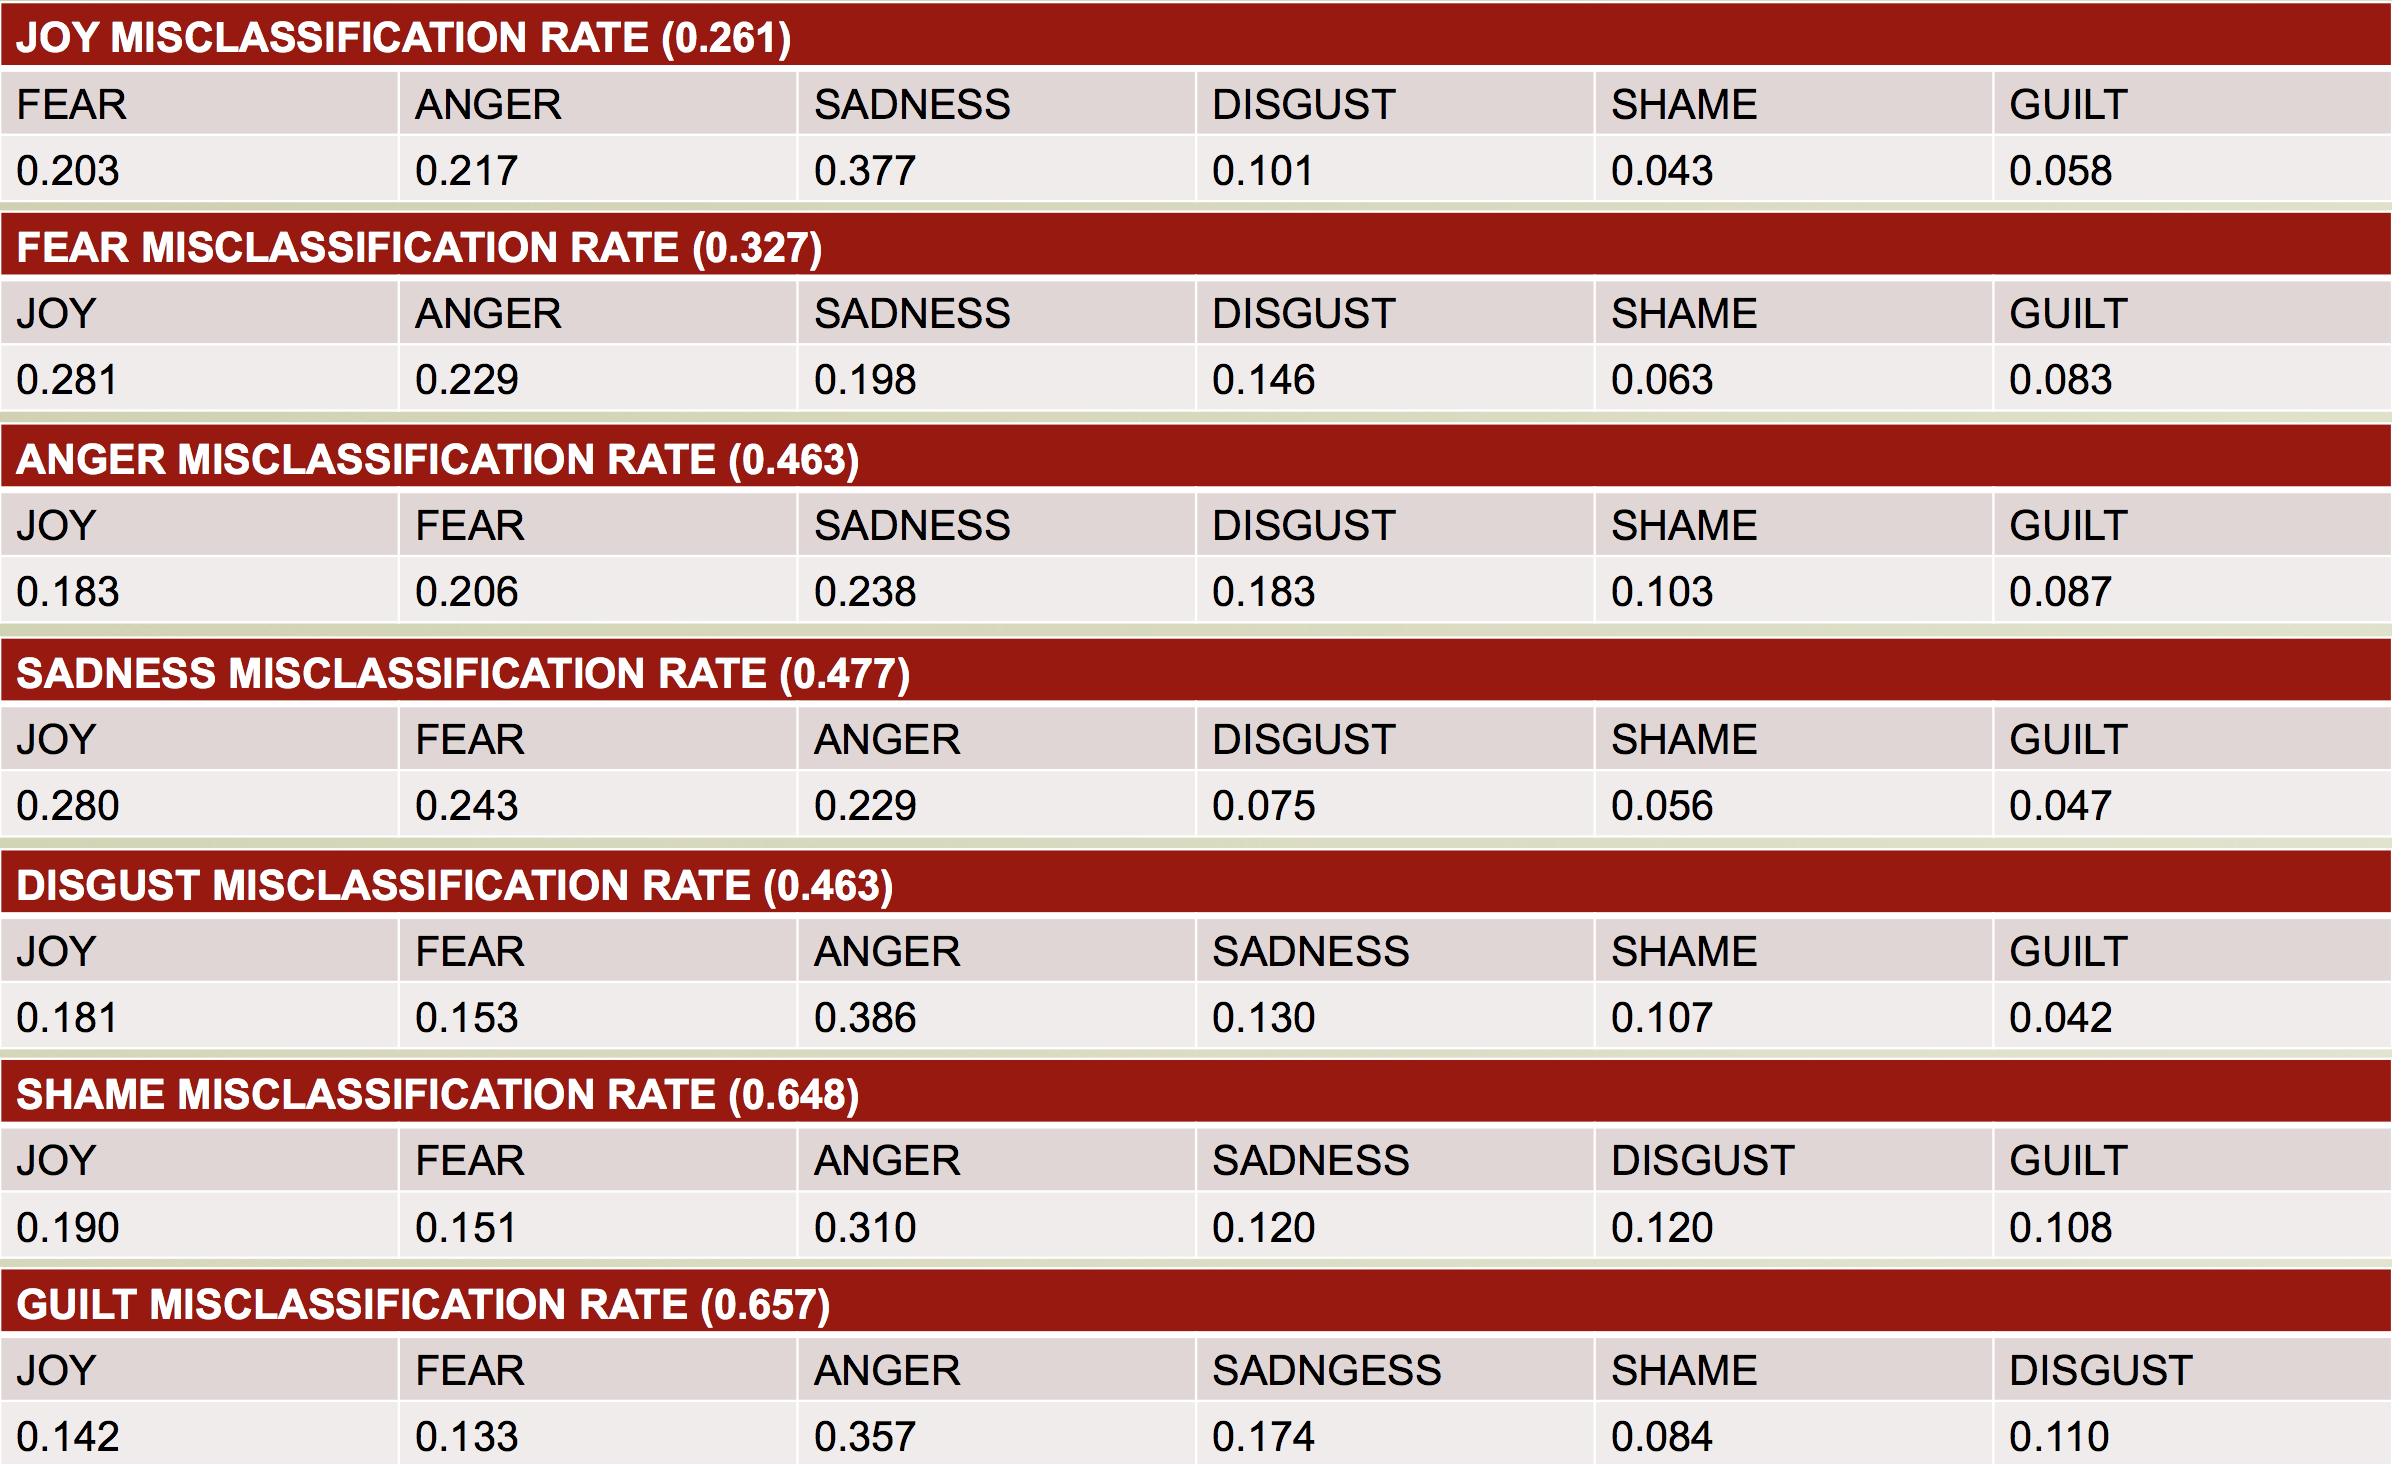 JOY MISCLASSIFICATION RATE (0.261)
FEAR ANGER SADNESS DISGUST SHAME GUILT
0.203 0.217 0.377 0.101 0.043 0.058
FEAR MISCLASSIFICATION RATE (0.327)
JOY ANGER SADNESS DISGUST SHAME GUILT
0.281 0.229 0.198 0.146 0.063 0.083
ANGER MISCLASSIFICATION RATE (0.463)
JOY FEAR SADNESS DISGUST SHAME GUILT
0.183 0.206 0.238 0.183 0.103 0.087
SADNESS MISCLASSIFICATION RATE (0.477)
JOY FEAR ANGER DISGUST SHAME GUILT
0.280 0.243 0.229 0.075 0.056 0.047
DISGUST MISCLASSIFICATION RATE (0.463)
JOY FEAR ANGER SADNESS SHAME GUILT
0.181 0.153 0.386 0.130 0.107 0.042
SHAME MISCLASSIFICATION RATE (0.648)
JOY FEAR ANGER SADNESS DISGUST GUILT
0.190 0.151 0.310 0.120 0.120 0.108
GUILT MISCLASSIFICATION RATE (0.657)
JOY FEAR ANGER SADNGESS SHAME DISGUST
0.142 0.133 0.357 0.174 0.084 0.110